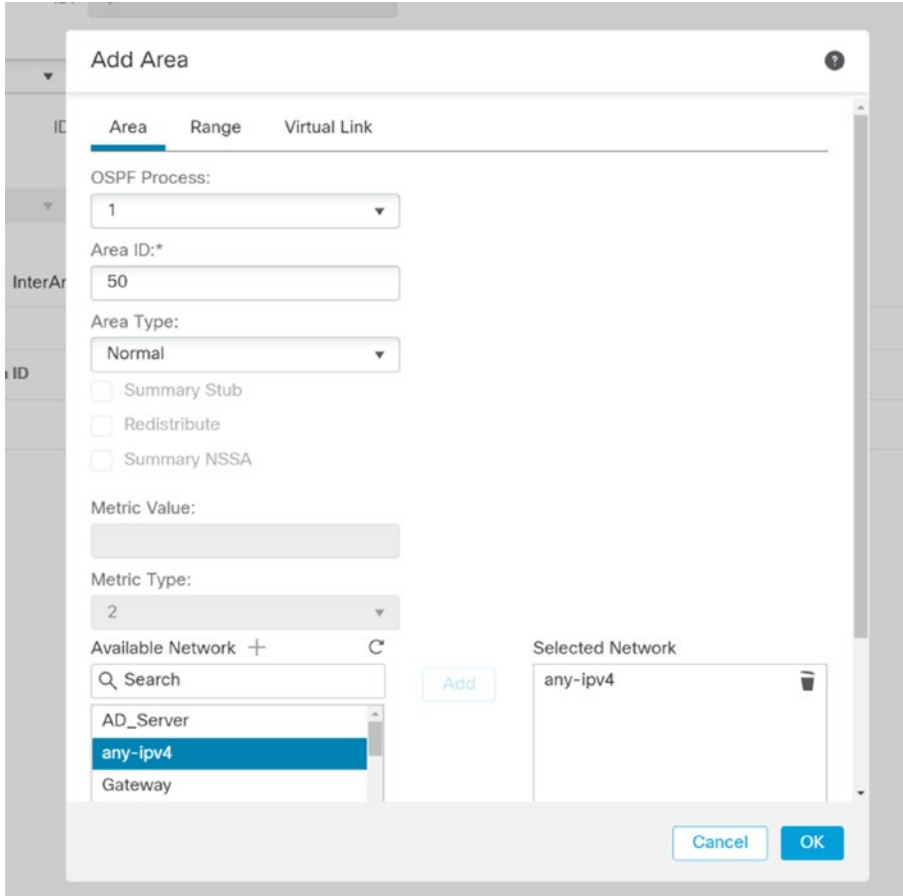 Add Area
ID
Area Range Virtual Link
OSPF Process:
1
Area ID:*
InterAr
50
Area Type:
Normal
ID
Summary Stub
Redistribute
Summary NSSA
Metric Value:
Metric Type:
2
Available Network
Selected Network
Search
Add
any-ipv4
AD_Server
any-ipv4
Gateway
Cancel
OK